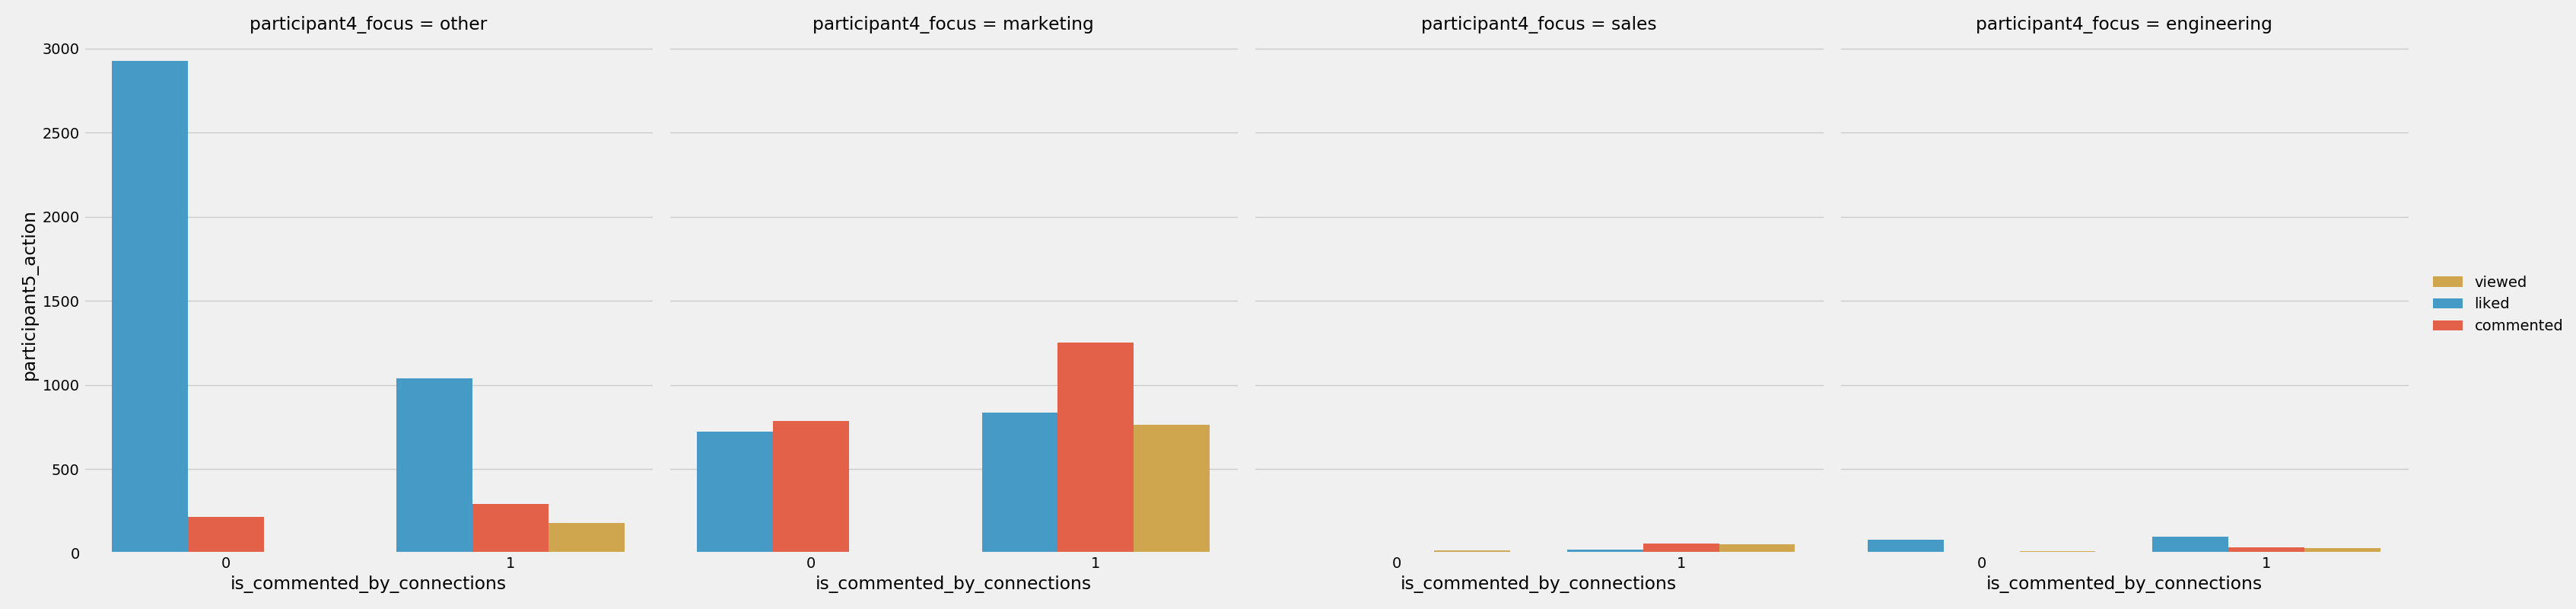 participant4_focus = other
participant4_focus = marketing
participant4_focus = sales
participant4_focus = engineering
participant5_action
3000
2500
2000
1500
1000
500
0
viewed
liked
commented
0 1
0 1
0 1
0 1
is_commented_by_connections
is_commented_by_connections
is_commented_by_connections
is_commented_by_connections